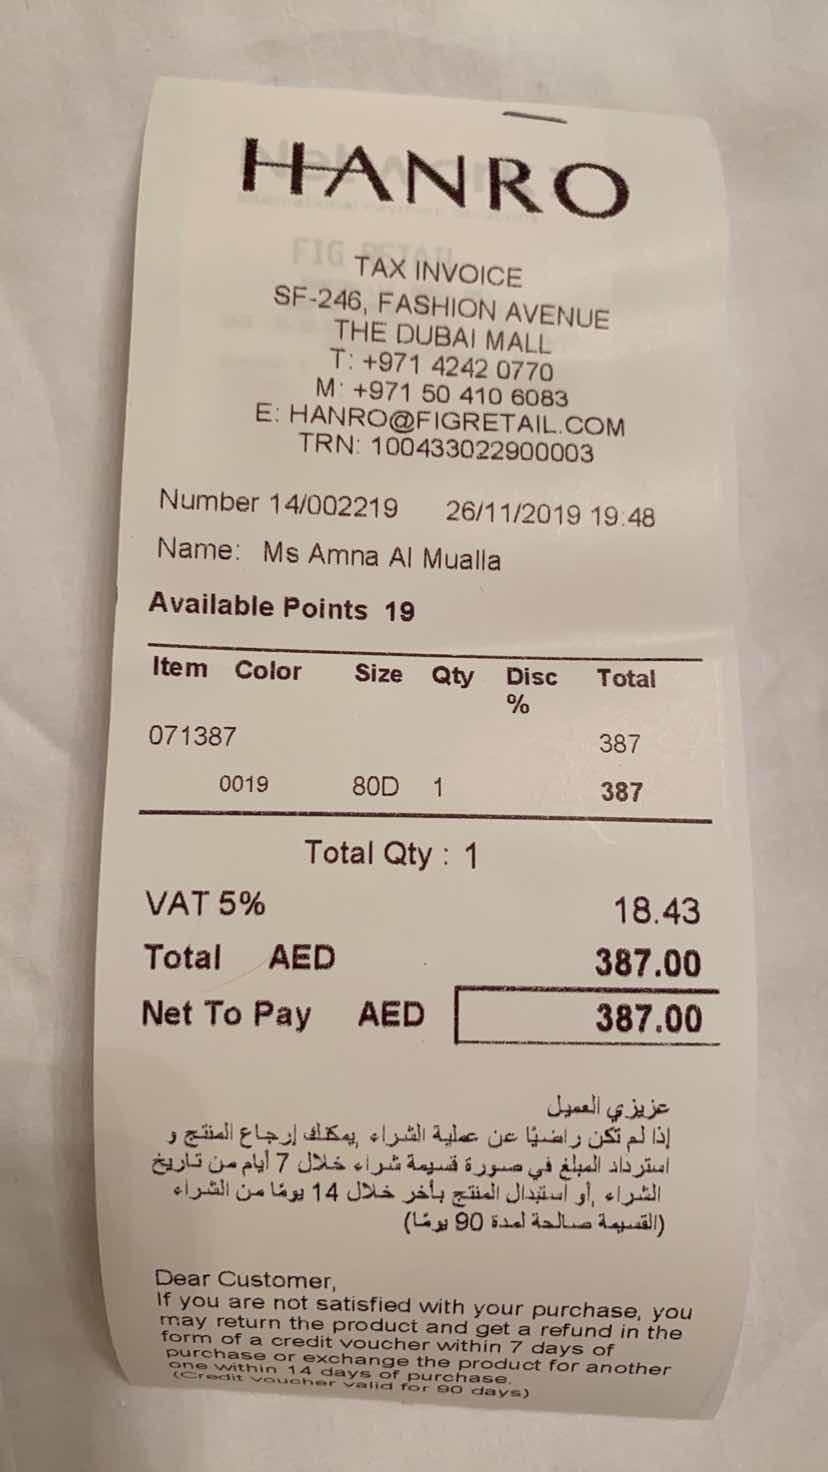 HANRO
TAX INVOICE
SF-246, FASHION AVENUE
THE DUBAI MALL
T: +971 4242 0770
M: +971 50 410 6083
E: HANRO@FIGRETAIL.COM
TRN: 100433022900003
Number 14/002219 26/11/2019 19:48
Name: Ms Amna Al Mualla
Available Points 19
Item Color Size Qty Disc Total
%
071387 387
0019 80D 1 387
Total Qty : 1
VAT 5% 18.43
Total AED 387.00
Net To Pay AED 387.00
عزيزي العميل
إذا لم تكن راضيًا عن عملية الشراء ,يمكنك إرجاع المنتج و
استرداد المبلغ في صورة قسيمة شراء خلال 7 أيام من تاريخ
الشراء ,أو استبدال المنتج بأخر خلال 14 يومًا من الشراء
(القسيمة صالحة لمدة 90 يومًا)
Dear Customer,
If you are not satisfied with your purchase, you
may return the product and get a refund in the
form of a credit voucher within 7 days of
purchase or exchange the product for another
one within 14 days of purchase.
(Credit voucher valid for 90 days)